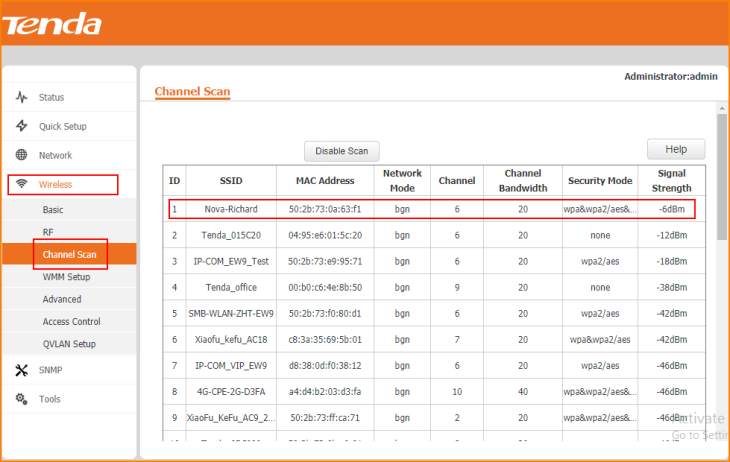 Tenda
Administrator:admin
Status
Quick Setup
Network
Wireless
Basic
RF
Channel Scan
WMM Setup
Advanced
Access Control
QVLAN Setup
SNMP
Tools
Channel Scan
Disable Scan
Help
ID SSID MAC Address Network Mode Channel Channel Bandwidth Security Mode Signal Strength
1 Nova-Richard 50:2b:73:0a:63:f1 bgn 6 20 wpa&wpa2/aes&... -6dBm
2 Tenda_015C20 04:95:e6:01:5c:20 bgn 6 20 none -12dBm
3 IP-COM_EW9_Test 50:2b:73:e9:95:71 bgn 6 20 wpa2/aes -18dBm
4 Tenda_office 00:b0:c6:4e:8b:50 bgn 9 20 none -38dBm
5 SMB-WLAN-ZHT-EW9 50:2b:73:f0:80:d1 bgn 6 20 wpa2/aes -42dBm
6 Xiaofu_kefu_AC18 c8:3a:35:69:5b:01 bgn 7 20 wpa&wpa2/aes -42dBm
7 IP-COM_VIP_EW9 d8:38:0d:f0:38:12 bgn 6 20 wpa2/aes -46dBm
8 4G-CPE-2G-D3FA a4:d4:b2:03:d3:fa bgn 10 40 wpa&wpa2/aes -46dBm
9 XiaoFu_KeFu_AC9_2... 50:2b:73:ff:ca:71 bgn 2 20 wpa&wpa2/aes -46dBm
Activate
Go to Settin